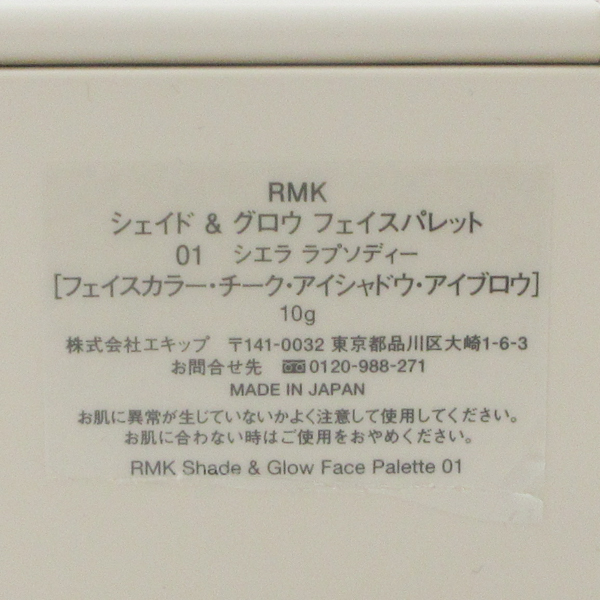 RMK
シェイド & グロウ フェイスパレット
01 シエラ ラプソディー
[フェイスカラー・チーク・アイシャドウ・アイブロウ]
10g
株式会社エキップ 〒141-0032 東京都品川区大崎1-6-3
お問合せ先 0120-988-271
MADE IN JAPAN
お肌に異常が生じていないかよく注意して使用してください。
お肌に合わない時はご使用をおやめください。
RMK Shade & Glow Face Palette 01